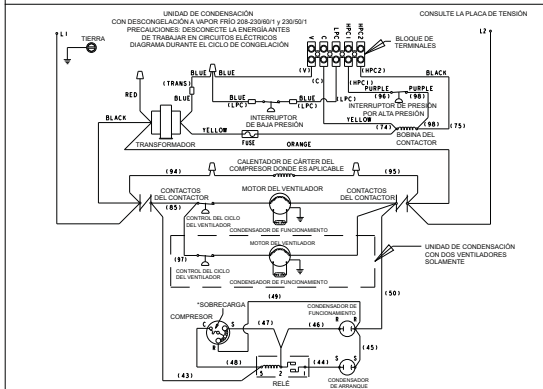 UNIDAD DE CONDENSACIÓN
CON DESCONGELACIÓN A VAPOR FRÍO 208-230/60/1 y 230/50/1
PRECAUCIONES: DESCONECTE LA ENERGÍA ANTES
DE TRABAJAR EN CIRCUITOS ELÉCTRICOS
DIAGRAMA DURANTE EL CICLO DE CONGELACIÓN
CONSULTE LA PLACA DE TENSIÓN
L1
TIERRA
L2
V
C
LPC
HPC1
HPC2
BLOQUE DE
TERMINALES
(V)
(C)
(HPC1)
(HPC2)
BLUE
BLUE
BLACK
RED
(TRANS)
BLUE
BLUE
(LPC)
BLUE
(LPC)
(LPC)
PURPLE
PURPLE
(96)
(98)
INTERRUPTOR
DE BAJA PRESIÓN
INTERRUPTOR DE PRESIÓN
POR ALTA PRESIÓN
BLACK
YELLOW
YELLOW
FUSE
(74)
(98)
(75)
TRANSFORMADOR
BOBINA DEL
CONTACTOR
ORANGE
CALENTADOR DE CÁRTER DEL
COMPRESOR DONDE ES APLICABLE
(94)
(95)
CONTACTOS
DEL CONTACTOR
MOTOR DEL VENTILADOR
CONTACTOS
DEL CONTACTOR
(85)
CONTROL DEL CICLO
DEL VENTILADOR
CONDENSADOR DE FUNCIONAMIENTO
MOTOR DEL VENTILADOR
UNIDAD DE CONDENSACIÓN
CON DOS VENTILADORES
SOLAMENTE
(97)
CONTROL DEL CICLO
DEL VENTILADOR
CONDENSADOR DE FUNCIONAMIENTO
(49)
(50)
*SOBRECARGA
COMPRESOR
CONDENSADOR DE
FUNCIONAMIENTO
C
S
R
(47)
(46)
R
R
(45)
(48)
(43)
5
2
1
(44)
S
S
RELÉ
CONDENSADOR
DE ARRANQUE